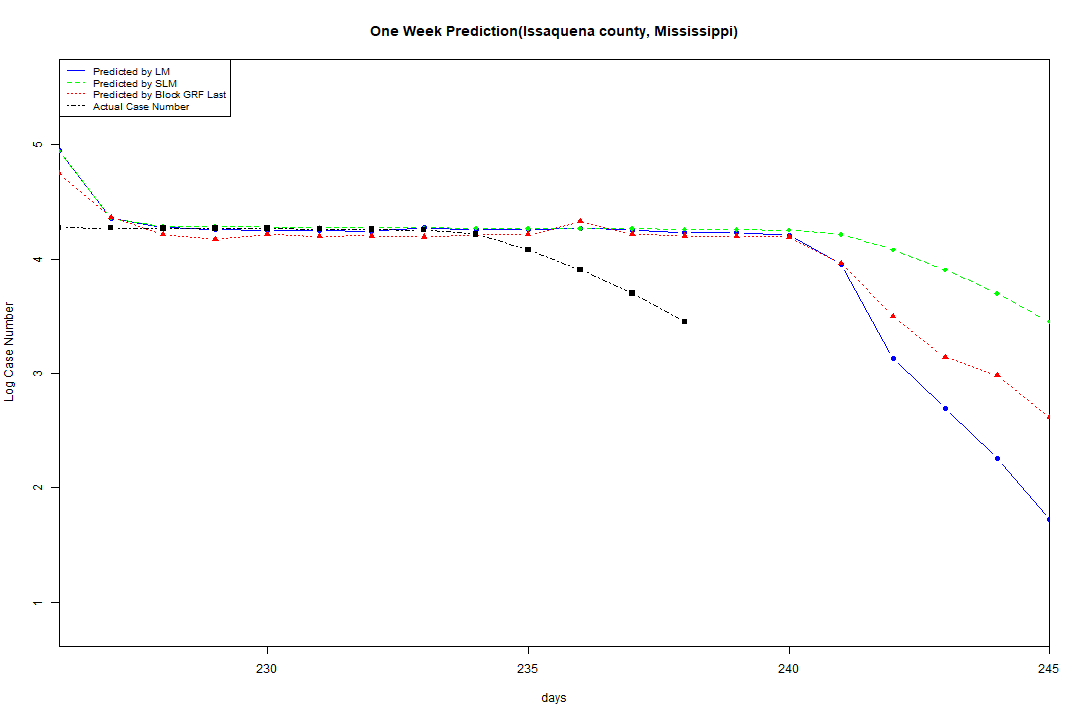 One Week Prediction(Issaquena county, Mississippi)
Predicted by LM
Predicted by SLM
Predicted by Block GRF Last
Actual Case Number
5
4
3
2
1
Log Case Number
230
235
240
245
days